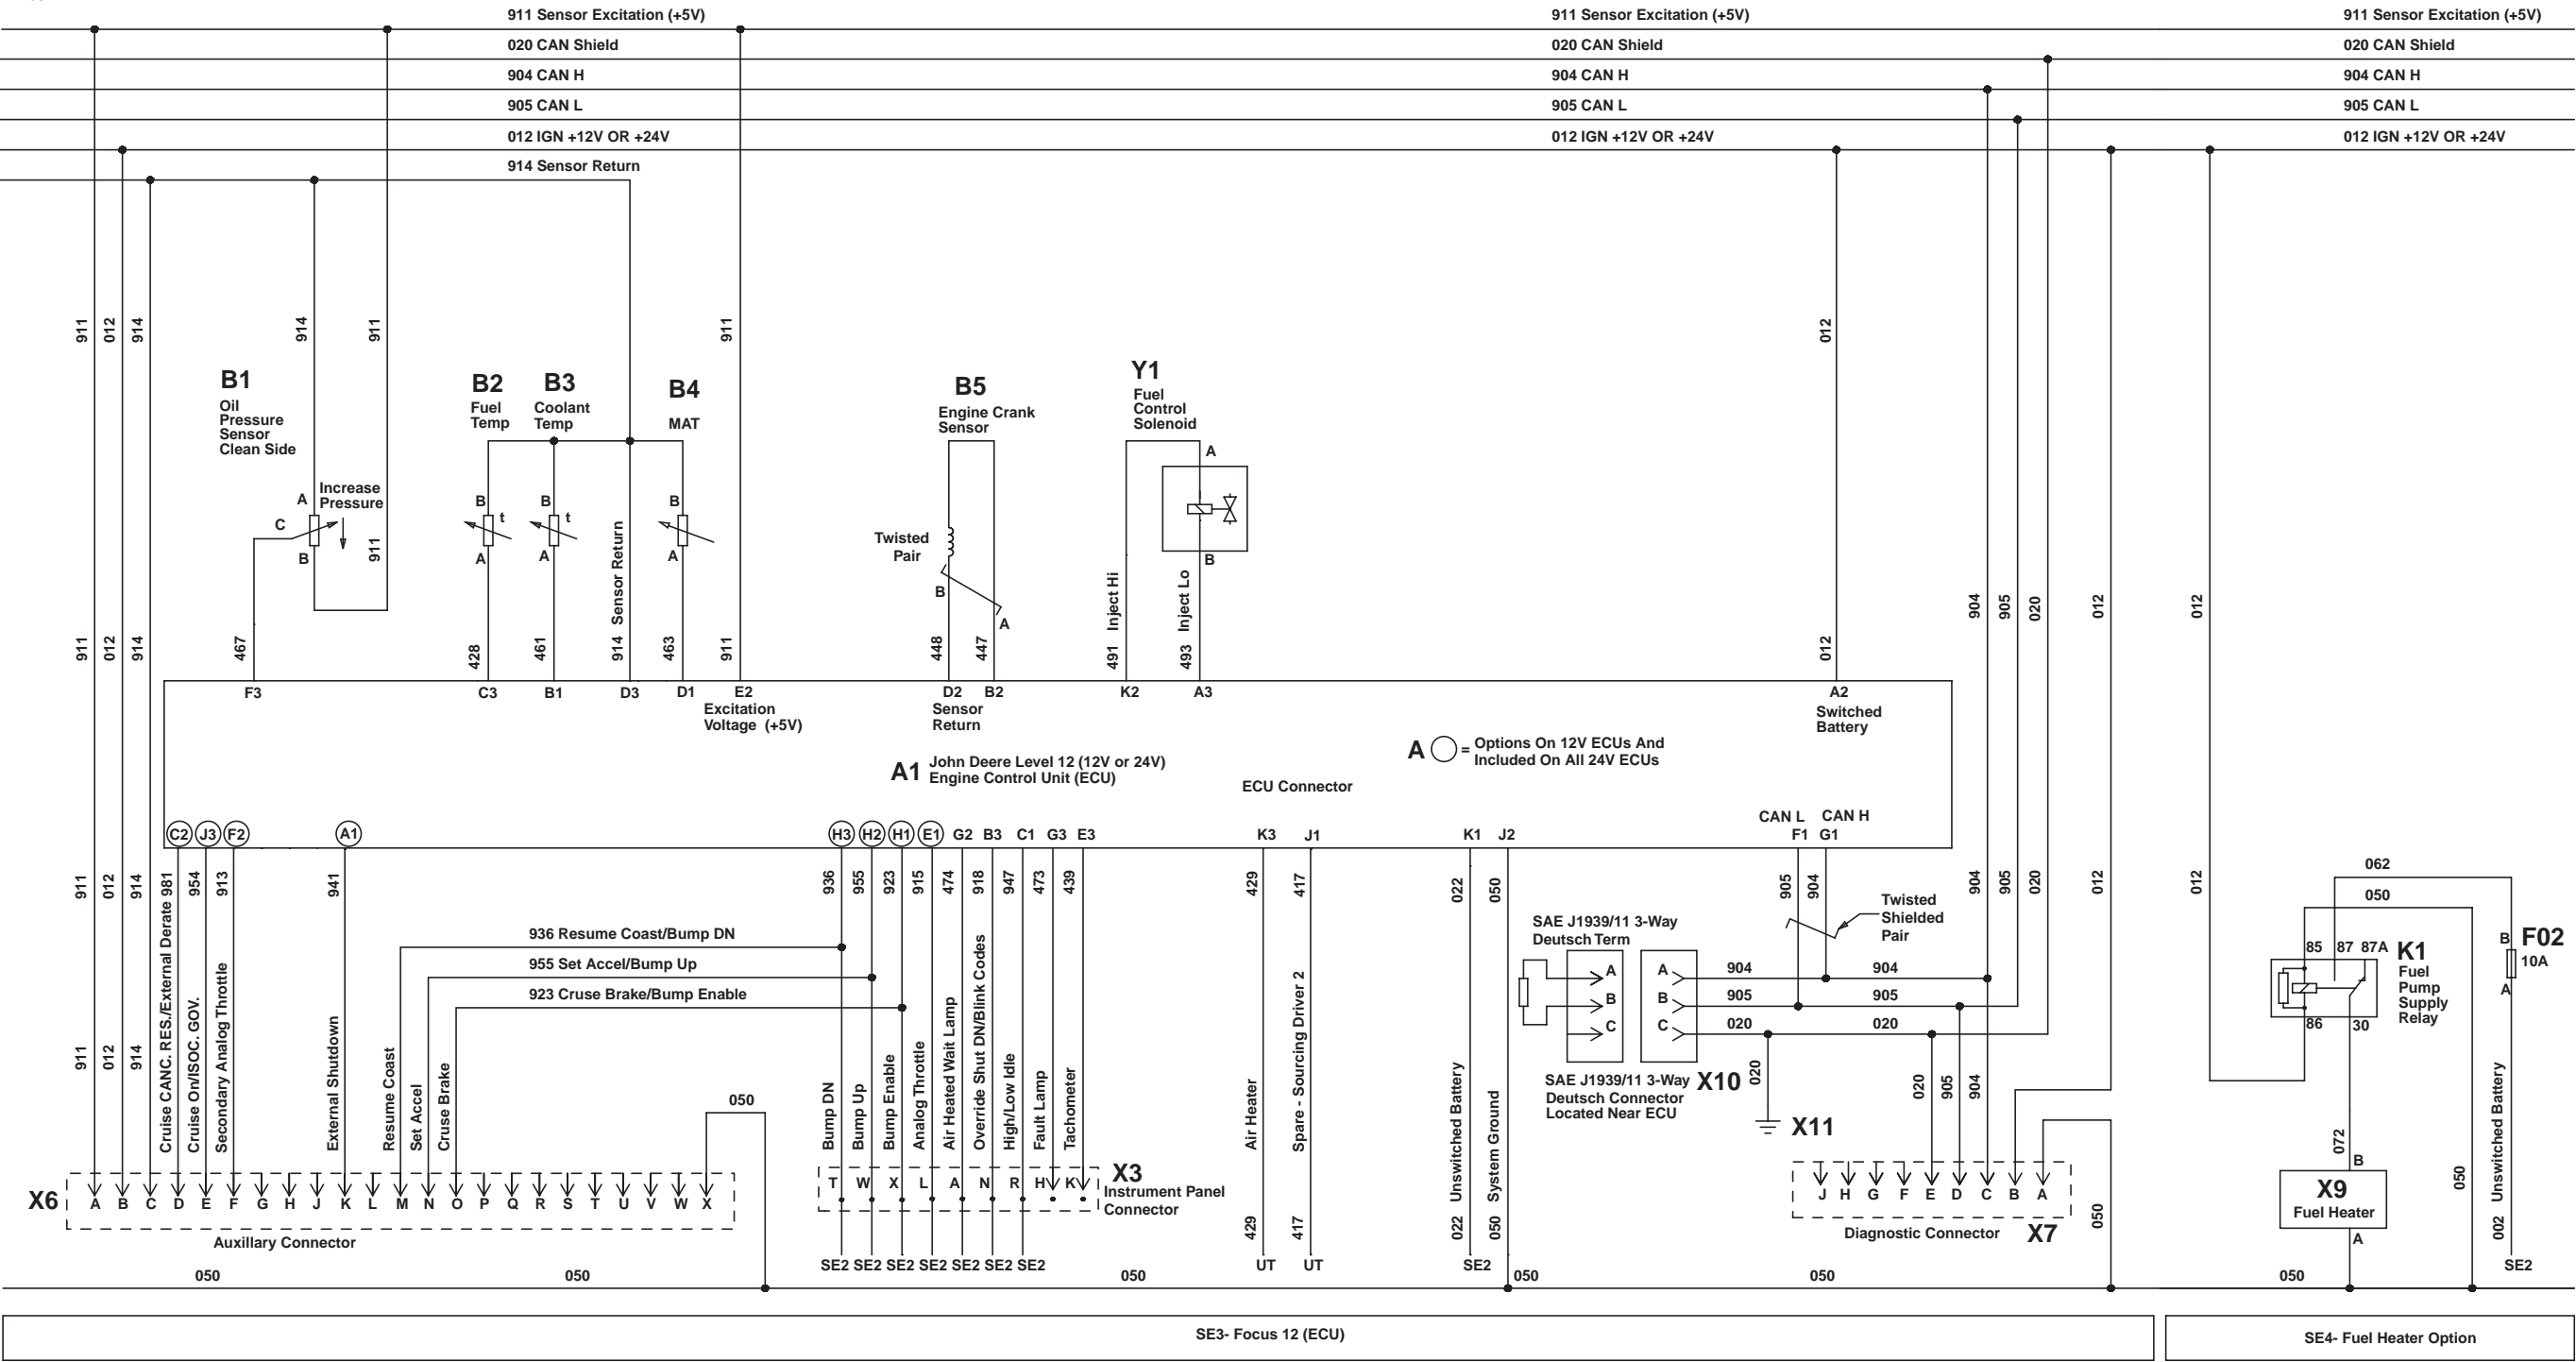 911 Sensor Excitation (+5V)
911 Sensor Excitation (+5V)
911 Sensor Excitation (+5V)
020 CAN Shield
020 CAN Shield
020 CAN Shield
904 CAN H
904 CAN H
904 CAN H
905 CAN L
905 CAN L
905 CAN L
012 IGN +12V OR +24V
012 IGN +12V OR +24V
012 IGN +12V OR +24V
914 Sensor Return
911
012
914
914
911
911
012
B1
Oil
Pressure
Sensor
Clean Side
A
Increase
Pressure
C
B
911
B2
Fuel
Temp
B
t
A
B3
Coolant
Temp
B
t
A
Sensor Return
B4
MAT
B
A
B5
Engine Crank
Sensor
Twisted
Pair
B
A
Y1
Fuel
Control
Solenoid
A
B
Inject Hi
Inject Lo
904
905
020
012
012
911
012
914
467
428
461
914
463
911
448
447
491
493
012
F3
C3
B1
D3
D1
E2
D2
B2
K2
A3
A2
Excitation
Voltage (+5V)
Sensor
Return
Switched
Battery
A1
John Deere Level 12 (12V or 24V)
Engine Control Unit (ECU)
A
=
Options On 12V ECUs And
Included On All 24V ECUs
ECU Connector
CAN L
CAN H
C2
J3
F2
A1
H3
H2
H1
E1
G2
B3
C1
G3
E3
K3
J1
K1
J2
F1
G1
911
012
914
Cruise CANC. RES./External Derate 981
954
913
941
936
955
923
915
474
918
947
473
439
429
417
022
050
905
904
904
905
020
012
012
936 Resume Coast/Bump DN
955 Set Accel/Bump Up
923 Cruse Brake/Bump Enable
911
012
914
Cruise On/ISOC. GOV.
Secondary Analog Throttle
External Shutdown
Resume Coast
Set Accel
Cruse Brake
050
Bump DN
Bump Up
Bump Enable
Analog Throttle
Air Heated Wait Lamp
Override Shut DN/Blink Codes
High/Low Idle
Fault Lamp
Tachometer
Air Heater
Spare - Sourcing Driver 2
Unswitched Battery
System Ground
SAE J1939/11 3-Way
Deutsch Term
A
B
C
A
B
C
904
904
905
905
020
020
Twisted
Shielded
Pair
SAE J1939/11 3-Way
Deutsch Connector
Located Near ECU
X10
020
X11
020
905
904
062
050
85
87
87A
86
30
K1
Fuel
Pump
Supply
Relay
B
F02
10A
A
072
B
X9
Fuel Heater
A
050
002 Unswitched Battery
SE2
X6
A B C D E F G H J K L M N O P Q R S T U V W X
Auxillary Connector
T W X L A N R H K
X3
Instrument Panel
Connector
429
417
022
050
SE2 SE2 SE2 SE2 SE2 SE2 SE2
UT
UT
SE2
J H G F E D C B A
Diagnostic Connector
X7
050
050
050
050
050
050
050
SE3- Focus 12 (ECU)
SE4- Fuel Heater Option